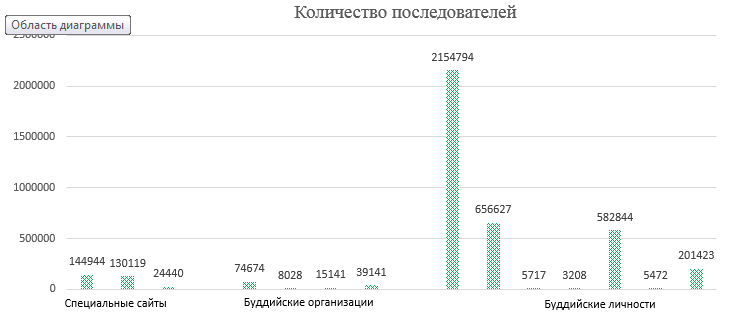 Количество последователей
Область диаграммы
2500000
2154794
2000000
1500000
1000000
656627
582844
500000
144944 130119 24440 74674 8028 15141 39141 5717 3208 5472 201423
0
Специальные сайты Буддийские организации Буддийские личности